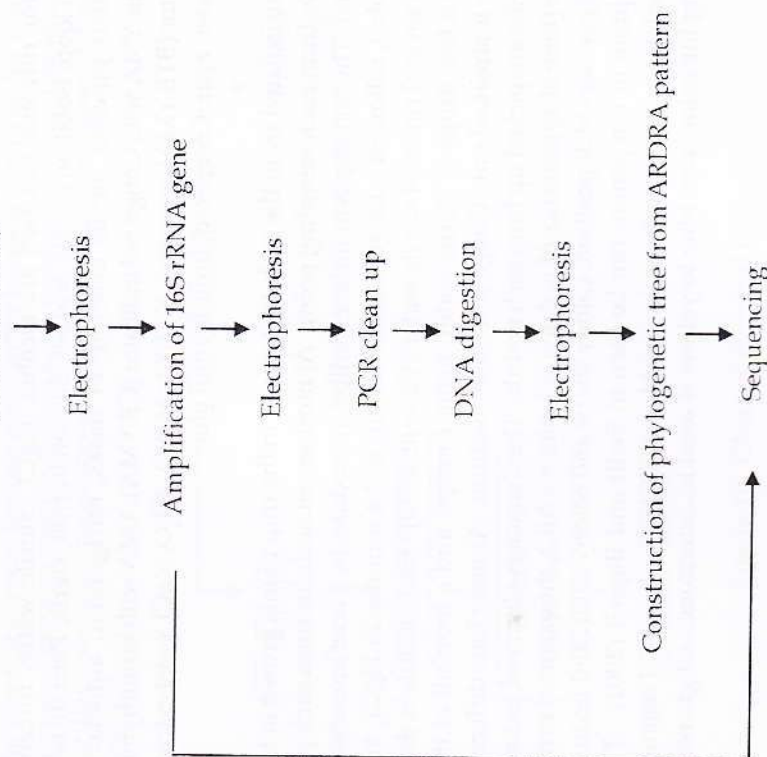 Electrophoresis
Amplification of 16S rRNA gene
Electrophoresis
PCR clean up
DNA digestion
Electrophoresis
Construction of phylogenetic tree from ARDRA pattern
Sequencing